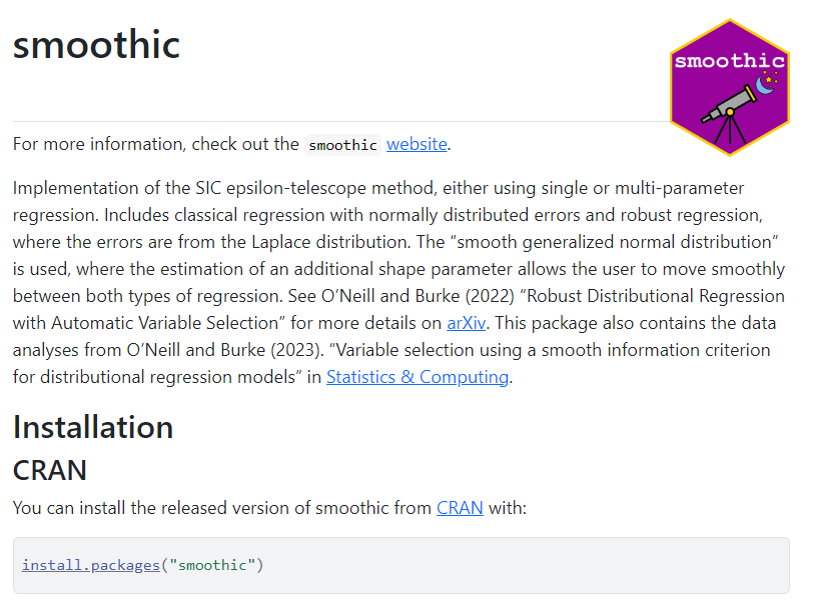 smoothic
smoothic
For more information, check out the smoothic website.
Implementation of the SIC epsilon-telescope method, either using single or multi-parameter
regression. Includes classical regression with normally distributed errors and robust regression,
where the errors are from the Laplace distribution. The “smooth generalized normal distribution”
is used, where the estimation of an additional shape parameter allows the user to move smoothly
between both types of regression. See O’Neill and Burke (2022) “Robust Distributional Regression
with Automatic Variable Selection” for more details on arXiv. This package also contains the data
analyses from O’Neill and Burke (2023). “Variable selection using a smooth information criterion
for distributional regression models” in Statistics & Computing.
Installation
CRAN
You can install the released version of smoothic from CRAN with:
install.packages("smoothic")